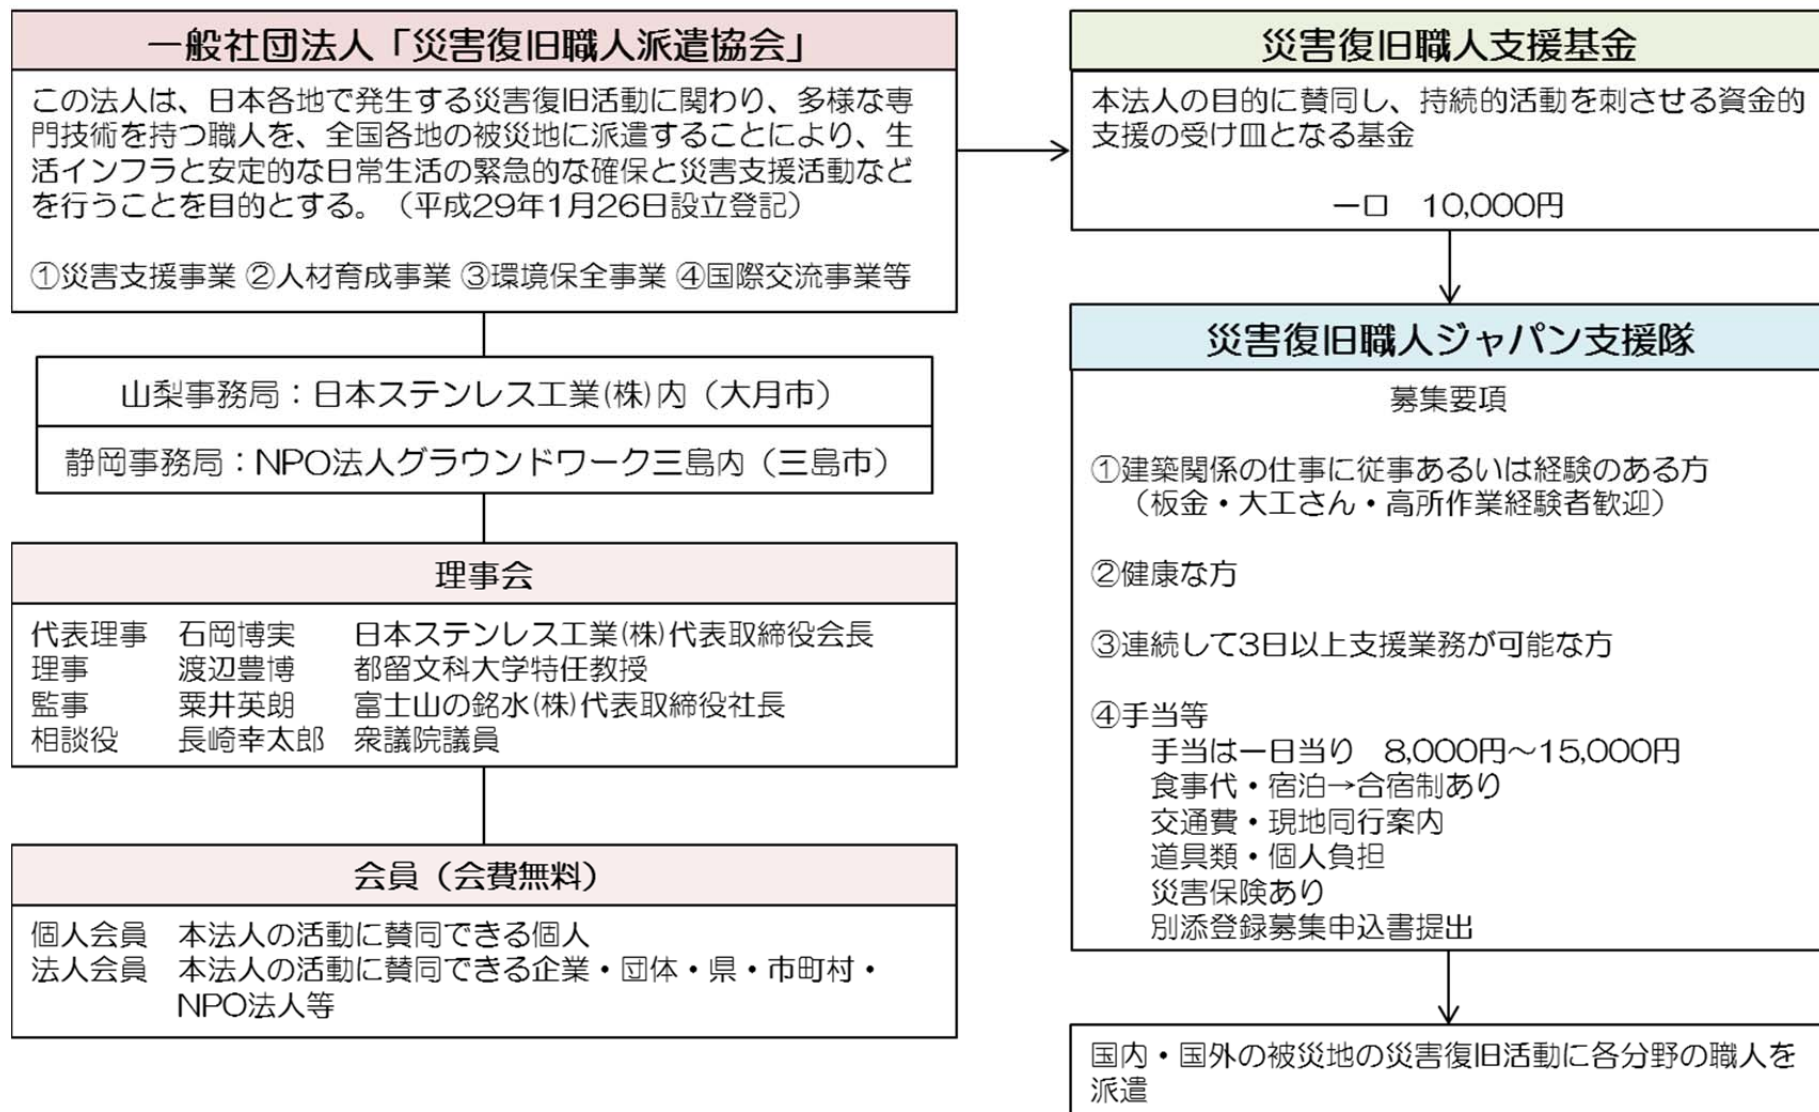 一般社団法人「災害復旧職人派遣協会」
この法人は、日本各地で発生する災害復旧活動に関わり、多様な専
門技術を持つ職人を、全国各地の被災地に派遣することにより、生
活インフラと安定的な日常生活の緊急的な確保と災害支援活動など
を行うことを目的とする。（平成29年1月26日設立登記）
①災害支援事業 ②人材育成事業 ③環境保全事業 ④国際交流事業等
山梨事務局：日本ステンレス工業(株)内（大月市）
静岡事務局：NPO法人グラウンドワーク三島内（三島市）
理事会
代表理事　石岡博実　日本ステンレス工業(株)代表取締役会長
理事　渡辺豊博　都留文科大学特任教授
監事　粟井英朗　富士山の銘水(株)代表取締役社長
相談役　長崎幸太郎　衆議院議員
会員（会費無料）
個人会員　本法人の活動に賛同できる個人
法人会員　本法人の活動に賛同できる企業・団体・県・市町村・
NPO法人等
災害復旧職人支援基金
本法人の目的に賛同し、持続的活動を刺させる資金的
支援の受け皿となる基金
一口　10,000円
災害復旧職人ジャパン支援隊
募集要項
①建築関係の仕事に従事あるいは経験のある方
（板金・大工さん・高所作業経験者歓迎）
②健康な方
③連続して3日以上支援業務が可能な方
④手当等
手当は一日当り　8,000円～15,000円
食事代・宿泊→合宿制あり
交通費・現地同行案内
道具類・個人負担
災害保険あり
別添登録募集申込書提出
国内・国外の被災地の災害復旧活動に各分野の職人を
派遣